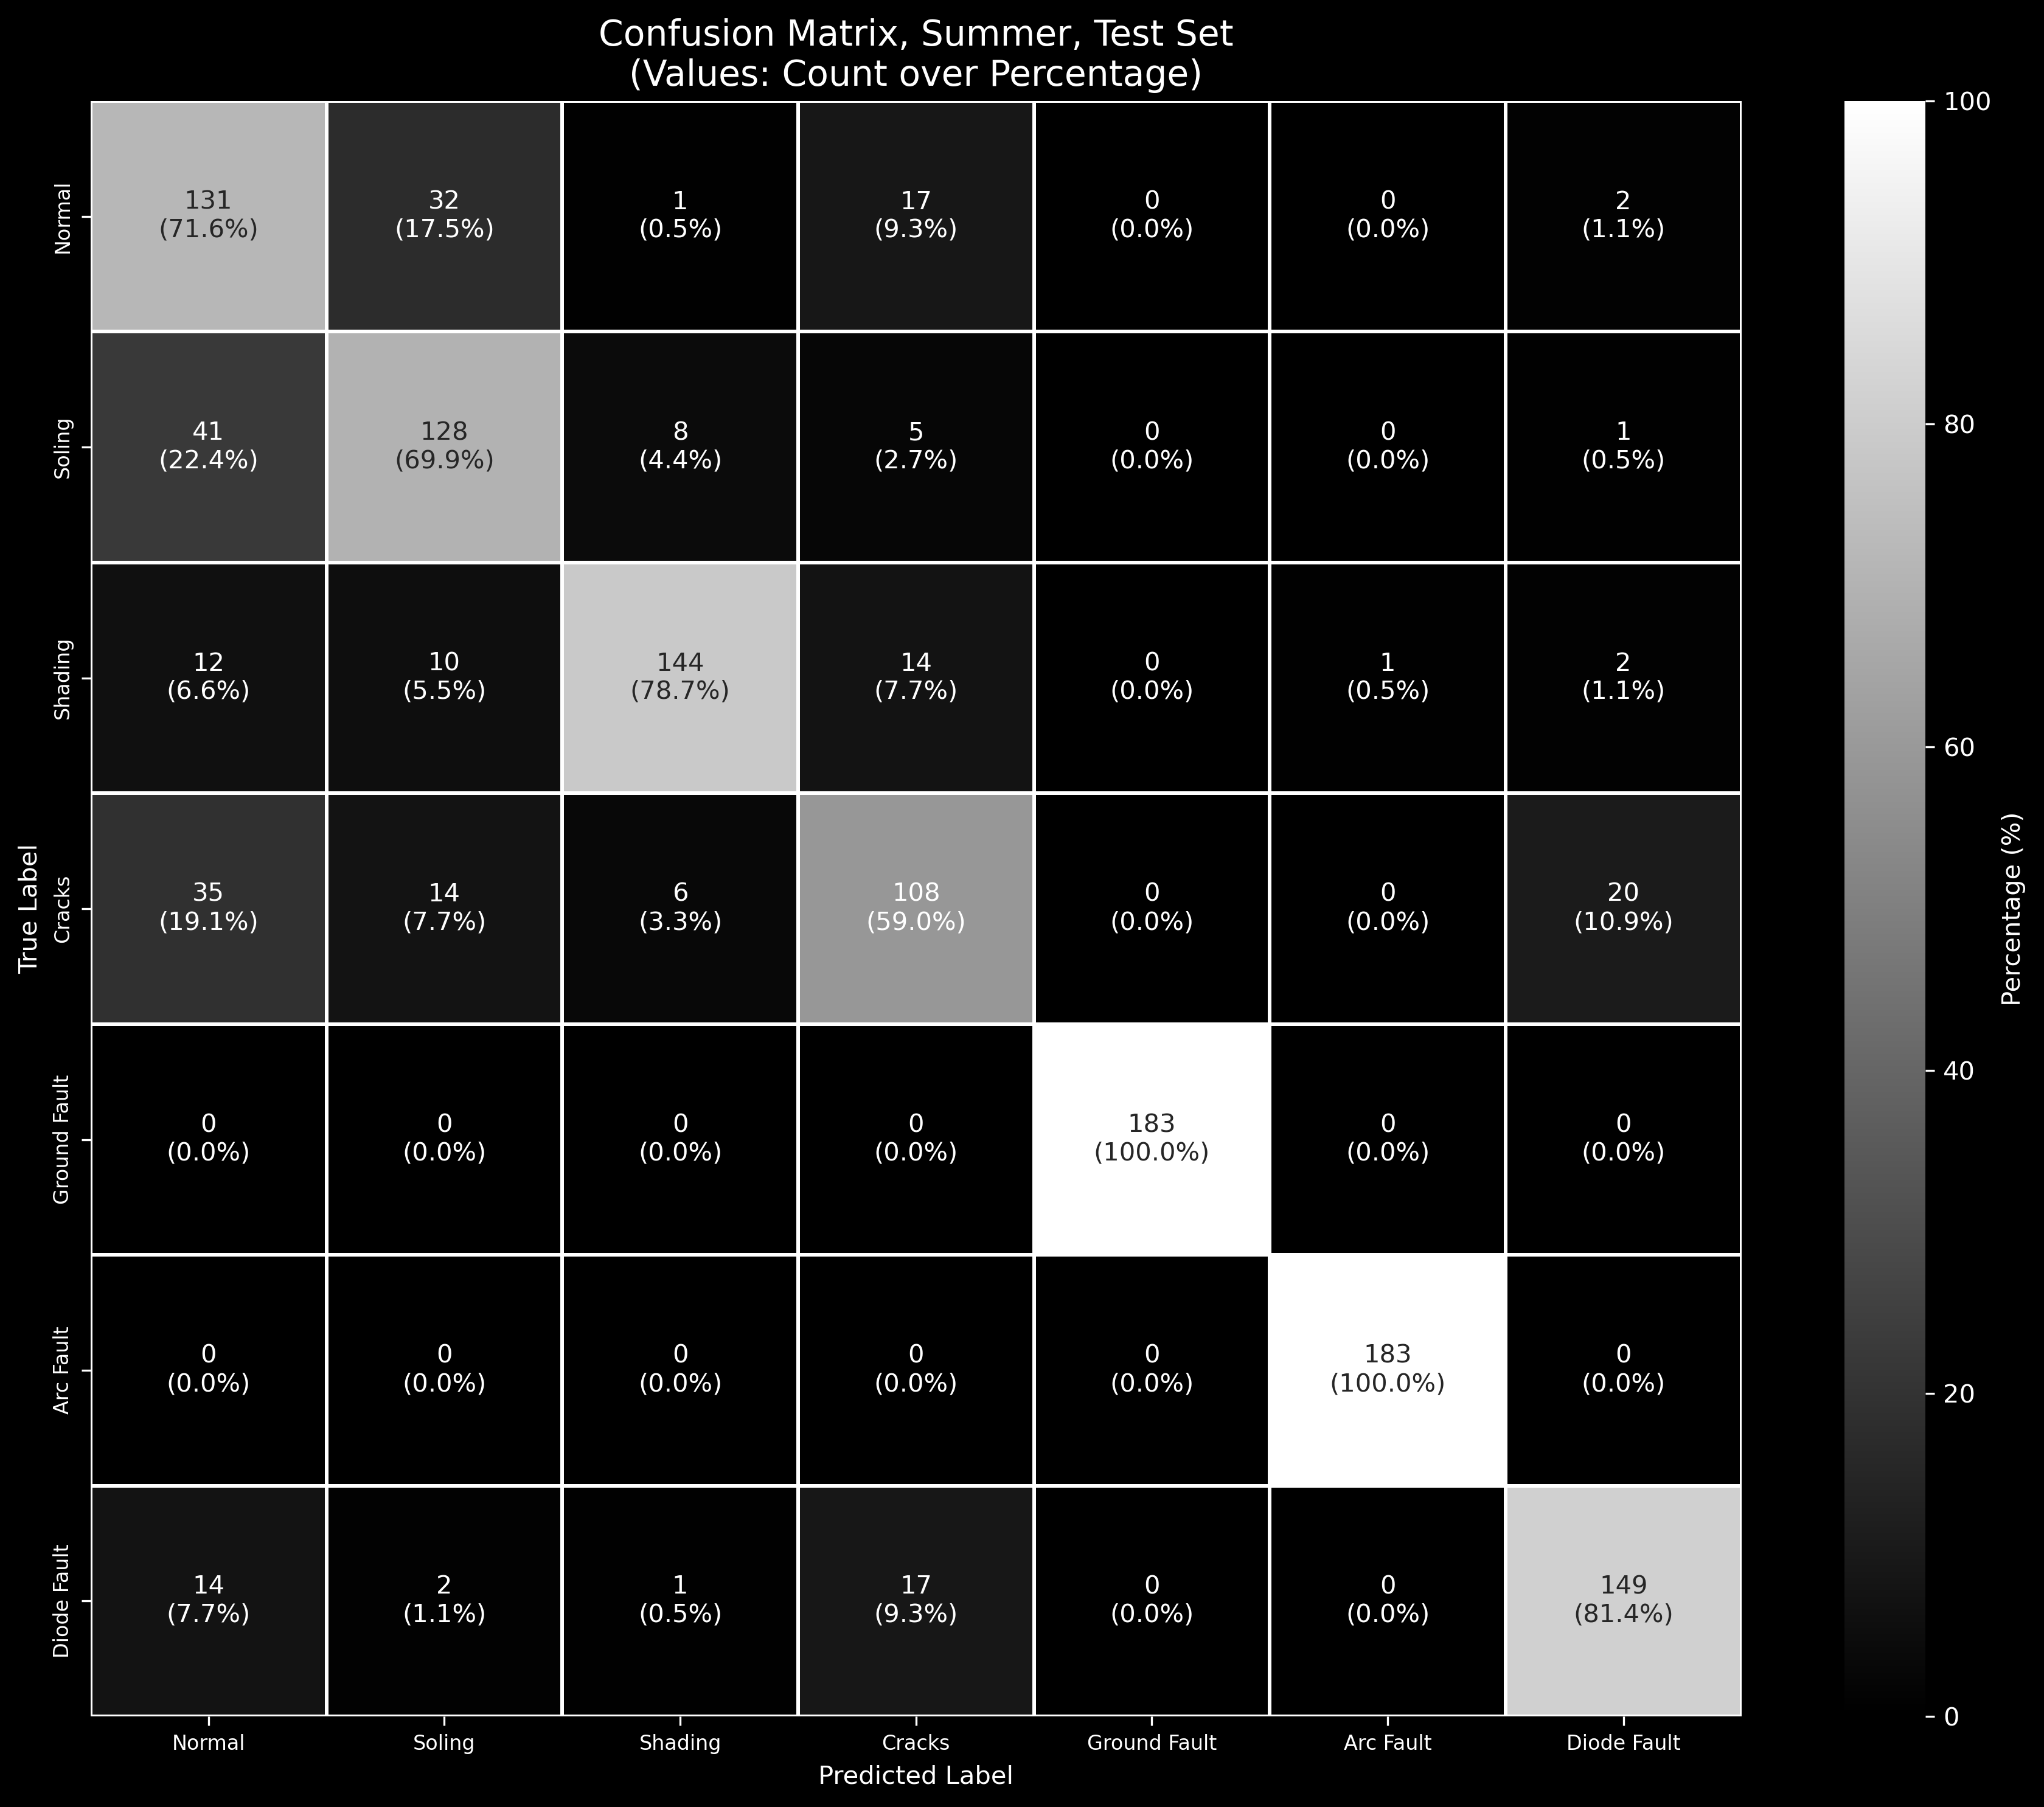 Confusion Matrix, Summer, Test Set
(Values: Count over Percentage)
True Label
Normal
131 32 1 17 0 0 2
(71.6%) (17.5%) (0.5%) (9.3%) (0.0%) (0.0%) (1.1%)
Soling
41 128 8 5 0 0 1
(22.4%) (69.9%) (4.4%) (2.7%) (0.0%) (0.0%) (0.5%)
Shading
12 10 144 14 0 1 2
(6.6%) (5.5%) (78.7%) (7.7%) (0.0%) (0.5%) (1.1%)
Cracks
35 14 6 108 0 0 20
(19.1%) (7.7%) (3.3%) (59.0%) (0.0%) (0.0%) (10.9%)
Ground Fault
0 0 0 0 183 0 0
(0.0%) (0.0%) (0.0%) (0.0%) (100.0%) (0.0%) (0.0%)
Arc Fault
0 0 0 0 0 183 0
(0.0%) (0.0%) (0.0%) (0.0%) (0.0%) (100.0%) (0.0%)
Diode Fault
14 2 1 17 0 0 149
(7.7%) (1.1%) (0.5%) (9.3%) (0.0%) (0.0%) (81.4%)
Normal Soling Shading Cracks Ground Fault Arc Fault Diode Fault
Predicted Label
100
80
60
40
20
0
Percentage (%)